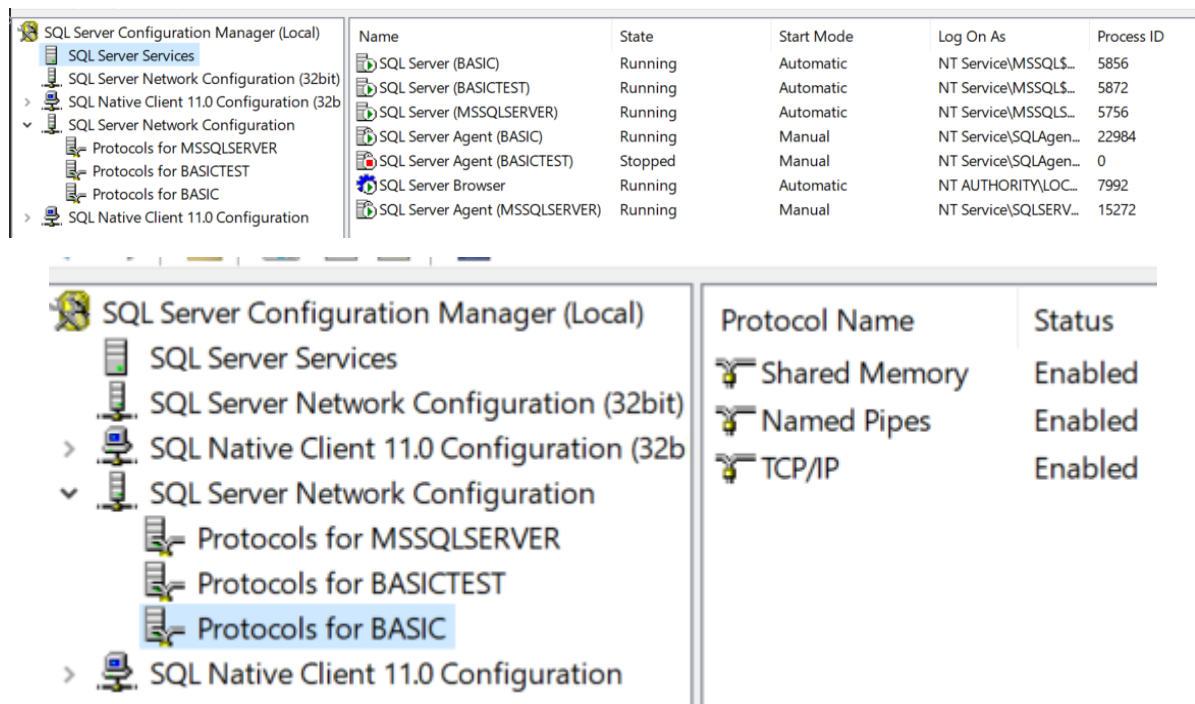 SQL Server Configuration Manager (Local)
SQL Server Services
SQL Server Network Configuration (32bit)
SQL Native Client 11.0 Configuration (32b
SQL Server Network Configuration
Protocols for MSSQLSERVER
Protocols for BASICTEST
Protocols for BASIC
SQL Native Client 11.0 Configuration
Name State Start Mode Log On As Process ID
SQL Server (BASIC) Running Automatic NT Service\MSSQL$... 5856
SQL Server (BASICTEST) Running Automatic NT Service\MSSQL$... 5872
SQL Server (MSSQLSERVER) Running Automatic NT Service\MSSQLS... 5756
SQL Server Agent (BASIC) Running Manual NT Service\SQLAgen... 22984
SQL Server Agent (BASICTEST) Stopped Manual NT Service\SQLAgen... 0
SQL Server Browser Running Automatic NT AUTHORITY\LOC... 7992
SQL Server Agent (MSSQLSERVER) Running Manual NT Service\SQLSERV... 15272
SQL Server Configuration Manager (Local)
SQL Server Services
SQL Server Network Configuration (32bit)
SQL Native Client 11.0 Configuration (32b
SQL Server Network Configuration
Protocols for MSSQLSERVER
Protocols for BASICTEST
Protocols for BASIC
SQL Native Client 11.0 Configuration
Protocol Name Status
Shared Memory Enabled
Named Pipes Enabled
TCP/IP Enabled